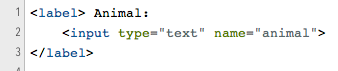 1 <label> Animal:
2     <input type="text" name="animal">
3 </label>